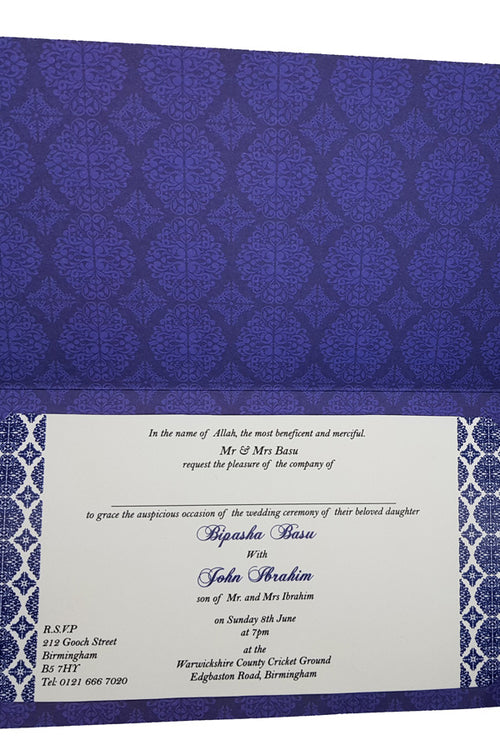 In the name of Allah, the most beneficent and merciful.
Mr & Mrs Basu
request the pleasure of the company of
to grace the auspicious occasion of the wedding ceremony of their beloved daughter
Bipasha Basu
With
John Ibrahim
son of Mr. and Mrs Ibrahim
on Sunday 8th June
at 7pm
at the
Warwickshire County Cricket Ground
Edgbaston Road, Birmingham
R.S.V.P
212 Gooch Street
Birmingham
B5 7HY
Tel: 0121 666 7020